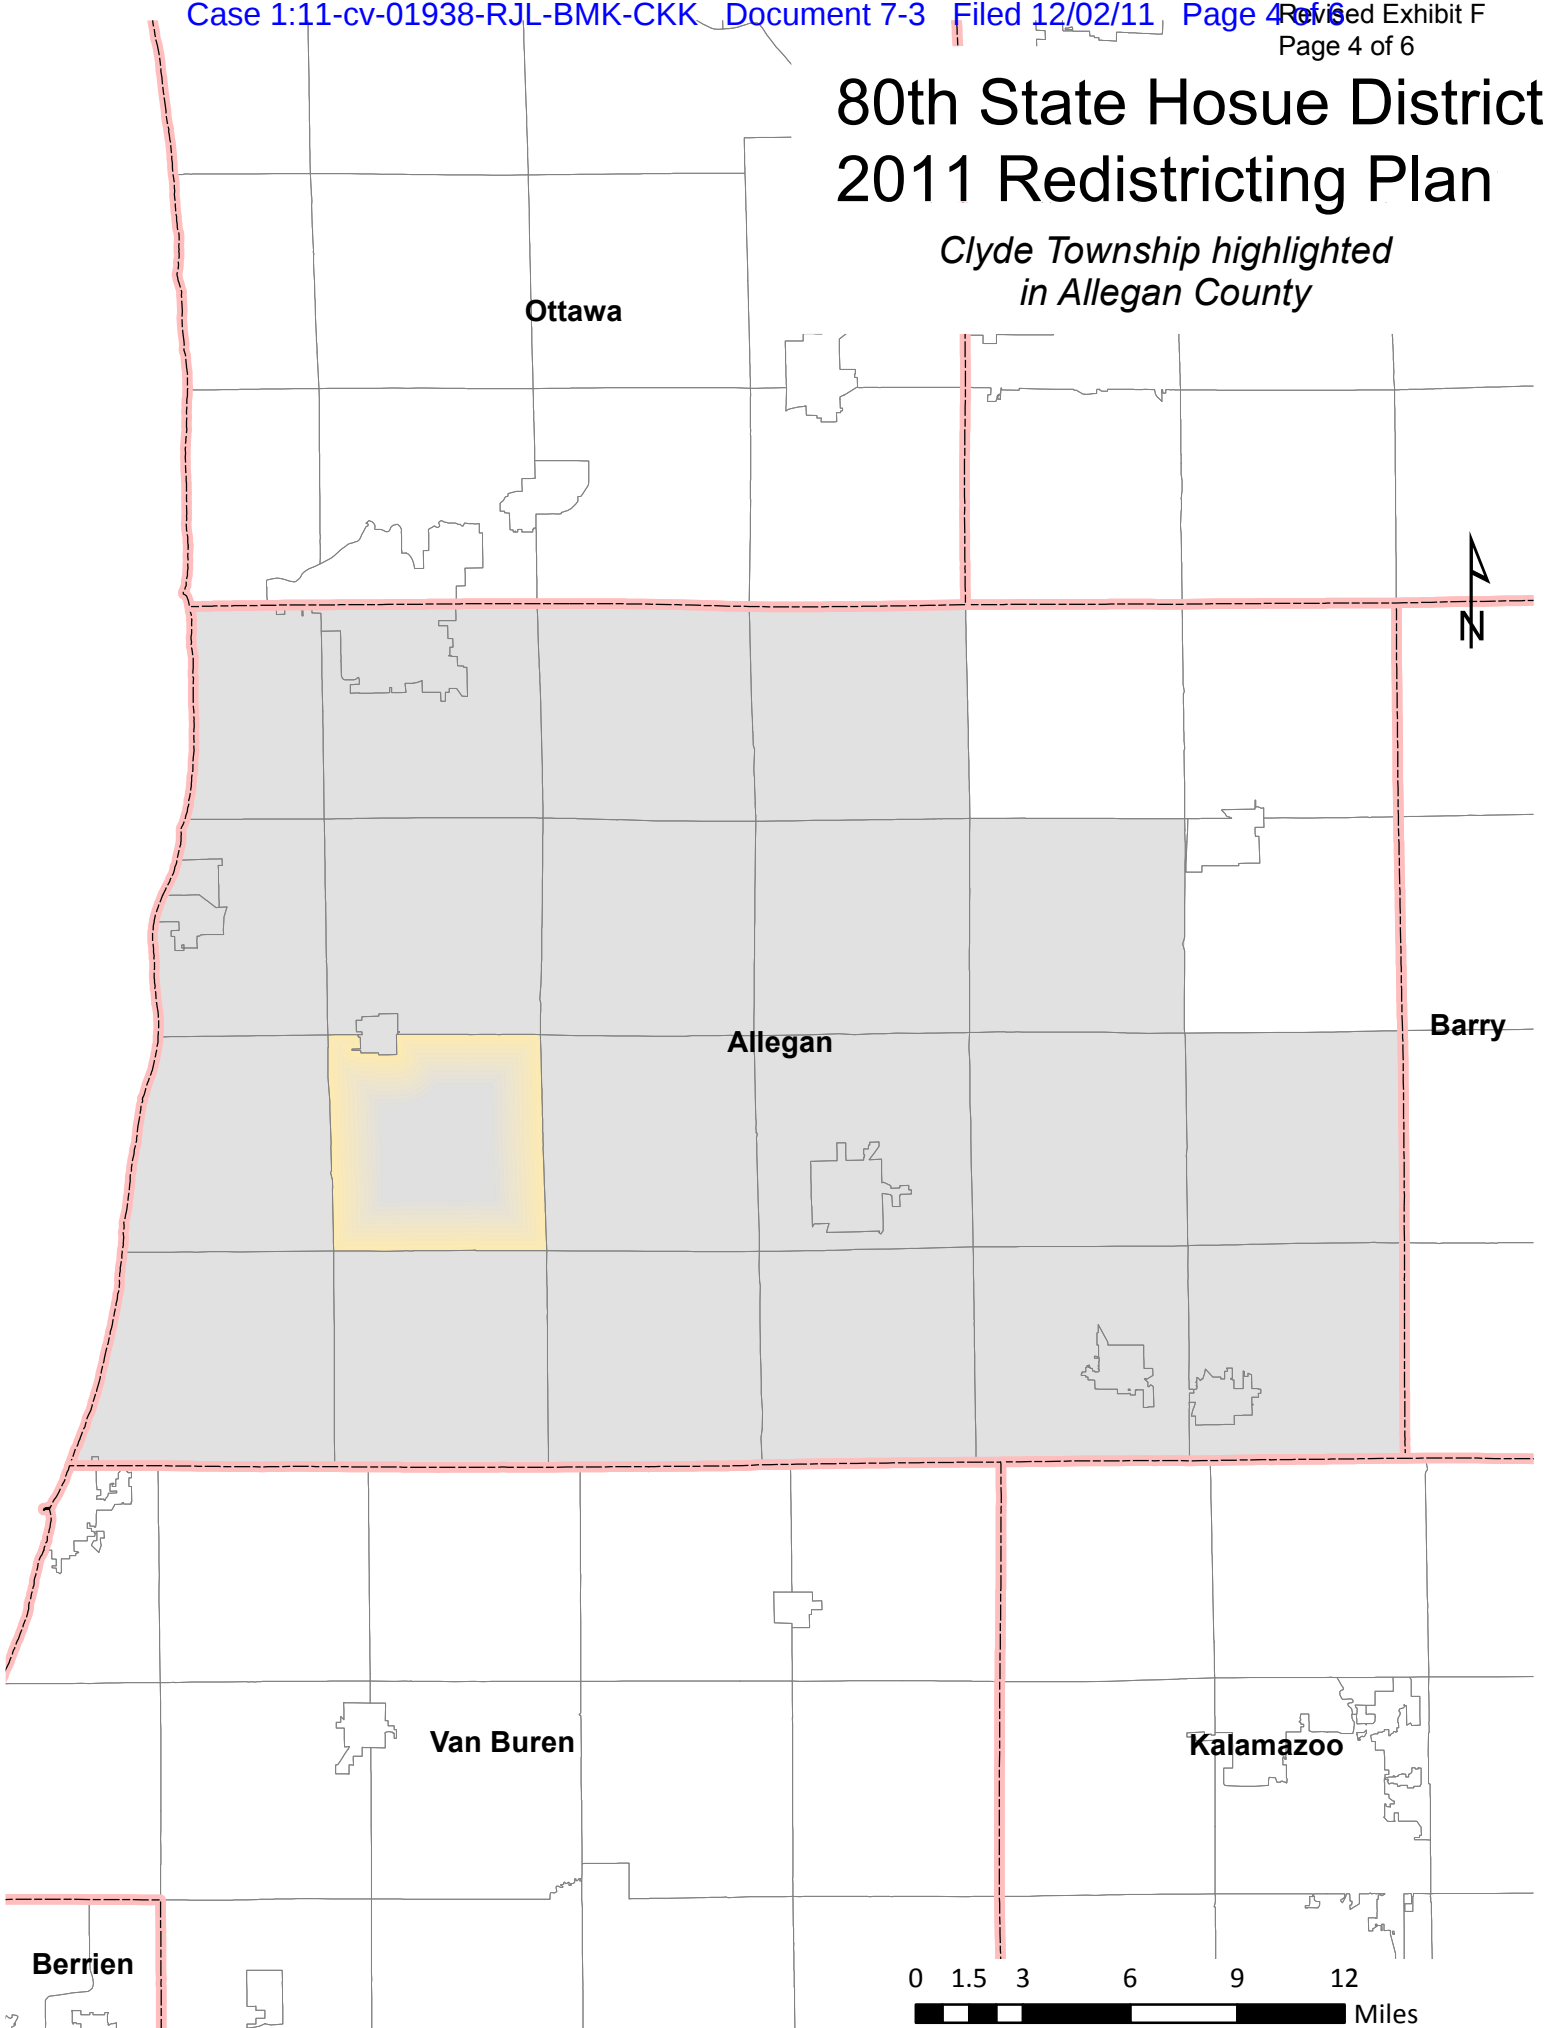 Case 1:11-cv-01938-RJL-BMK-CKK Document 7-3 Filed 12/02/11 Page 4 of 6
Revised Exhibit F
Page 4 of 6
80th State Hosue District
2011 Redistricting Plan
Clyde Township highlighted
in Allegan County
Ottawa
N
Barry
Allegan
Van Buren
Kalamazoo
Berrien
0 1.5 3 6 9 12
Miles